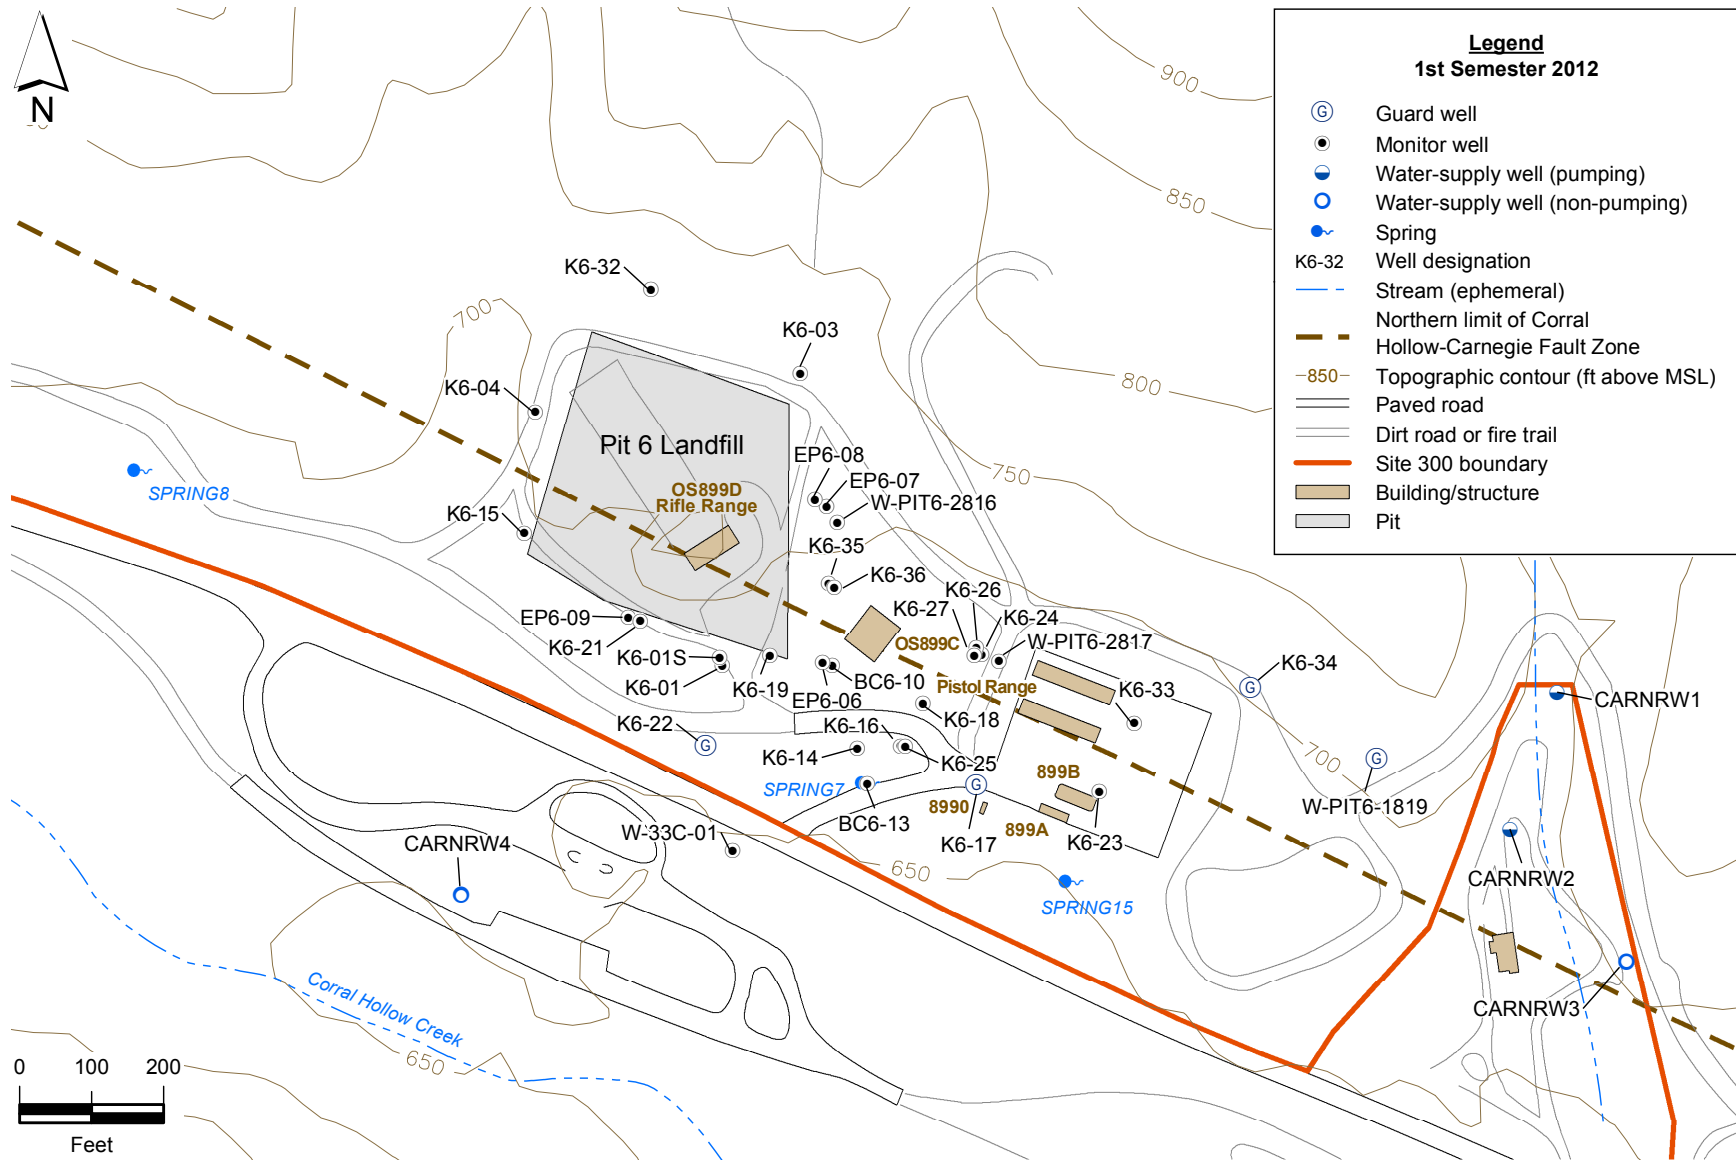 N
Legend
1st Semester 2012
G
Guard well
Monitor well
Water-supply well (pumping)
Water-supply well (non-pumping)
Spring
K6-32
Well designation
Stream (ephemeral)
Northern limit of Corral
Hollow-Carnegie Fault Zone
850
Topographic contour (ft above MSL)
Paved road
Dirt road or fire trail
Site 300 boundary
Building/structure
Pit
900
850
800
750
700
700
650
650
K6-32
K6-03
K6-04
Pit 6 Landfill
EP6-08
EP6-07
W-PIT6-2816
OS899D
Rifle Range
SPRING8
K6-15
K6-35
K6-36
K6-26
K6-27
K6-24
EP6-09
K6-21
OS899C
W-PIT6-2817
K6-01S
K6-01
K6-19
BC6-10
EP6-06
Pistol Range
K6-33
K6-34
G
CARNRW1
K6-18
K6-22
G
K6-16
K6-14
K6-25
G
W-PIT6-1819
SPRING7
899B
8990
G
899A
BC6-13
K6-17
K6-23
W-33C-01
CARNRW4
CARNRW2
SPRING15
CARNRW3
Corral Hollow Creek
0 100 200
Feet